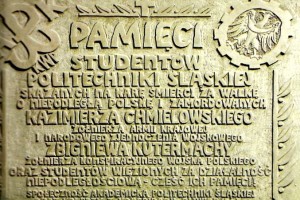 PAMIĘCI
STUDENTÓW
POLITECHNIKI ŚLĄSKIEJ
SKAZANYCH NA KARĘ ŚMIERCI ZA WALKĘ
O NIEPODLEGŁĄ POLSKĘ I ZAMORDOWANYCH
KAZIMIERZA CHMIELOWSKIEGO
ŻOŁNIERZA ARMII KRAJOWEJ
I NARODOWEGO ZJEDNOCZENIA WOJSKOWEGO
ZBIGNIEWA KUTERNACHY
ŻOŁNIERZA KONSPIRACYJNEGO WOJSKA POLSKIEGO
ORAZ STUDENTÓW WIĘZIONYCH ZA DZIAŁALNOŚĆ
NIEPODLEGŁOŚCIOWĄ - CZEŚĆ ICH PAMIĘCI
SPOŁECZNOŚĆ AKADEMICKA POLITECHNIKI ŚLĄSKIEJ